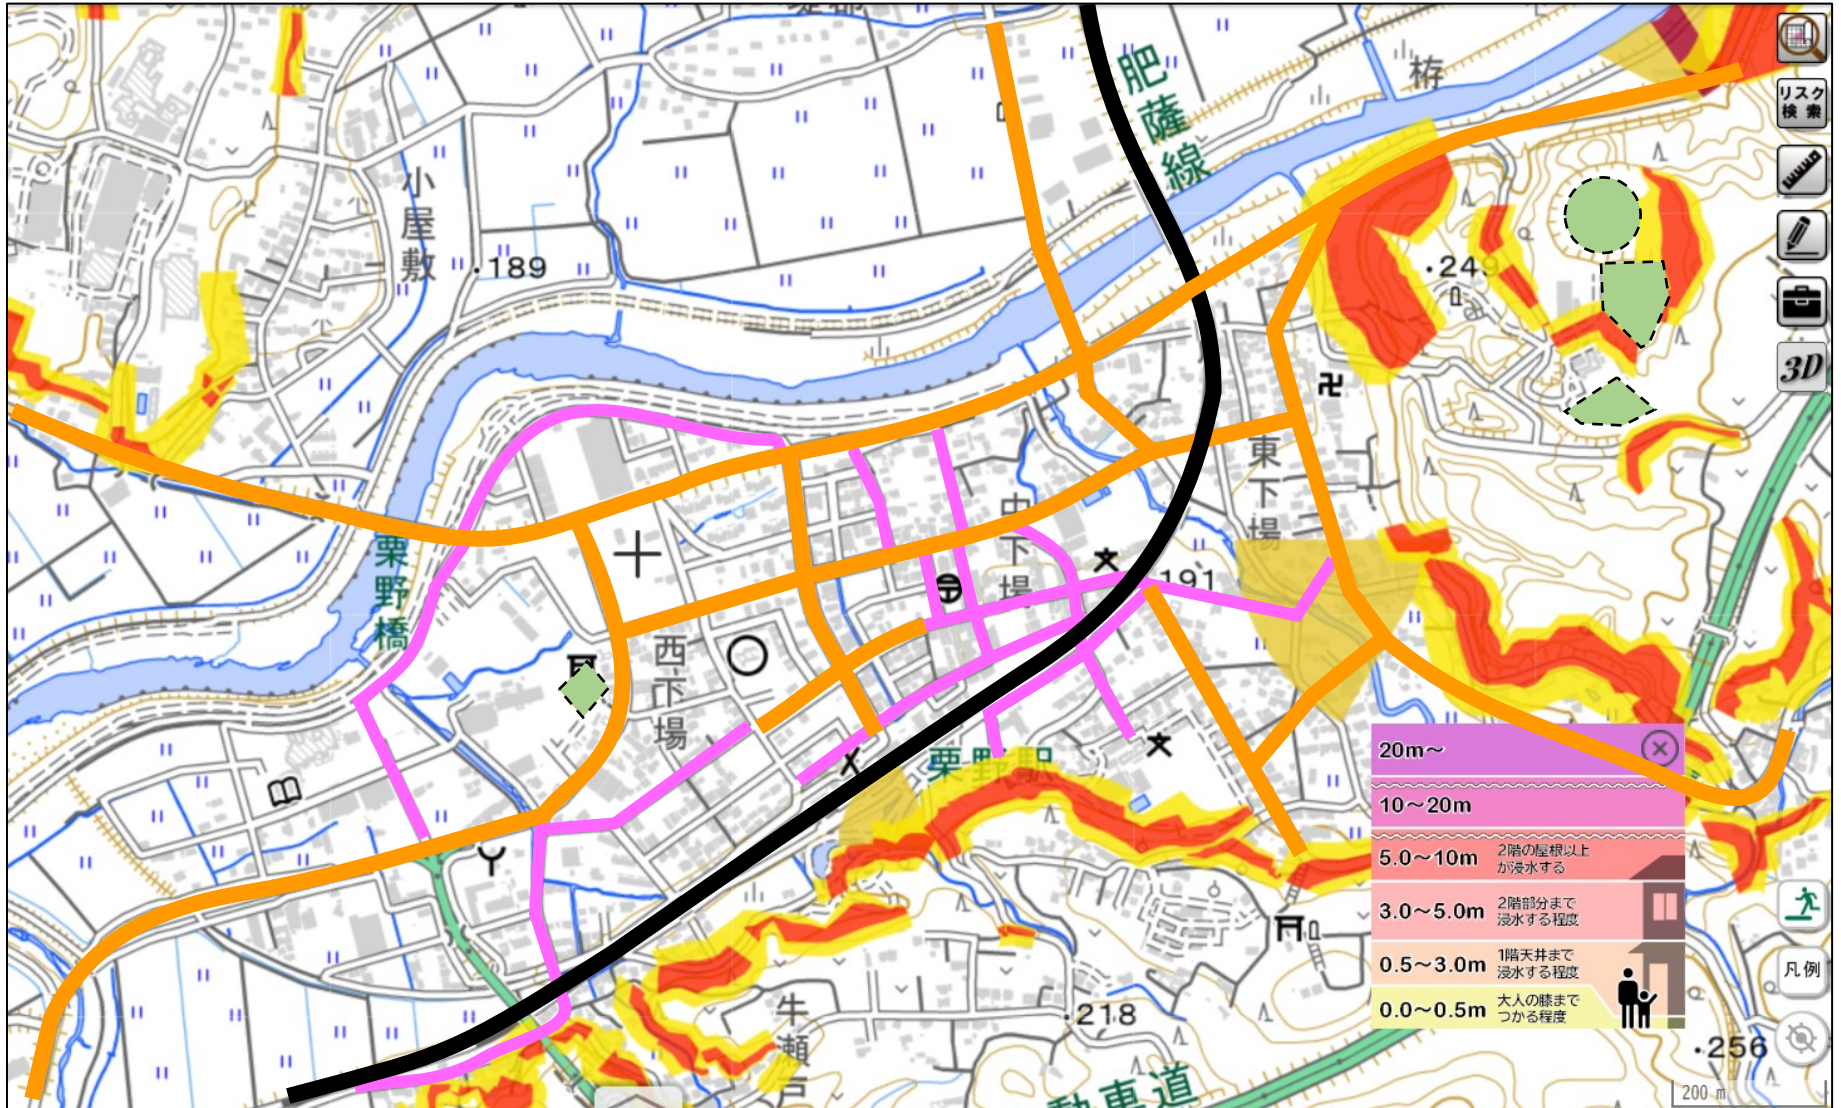 肥薩線
栫
リスク
検索
小屋敷
189
249
3D
東下場
中下場
栗野橋
191
西下場
栗野駅
20m～
10～20m
5.0～10m
2階の屋根以上
が浸水する
3.0～5.0m
2階部分まで
浸水する程度
0.5～3.0m
1階天井まで
浸水する程度
0.0～0.5m
大人の膝まで
つかる程度
凡例
牛瀬戸
218
256
動車道
200 m